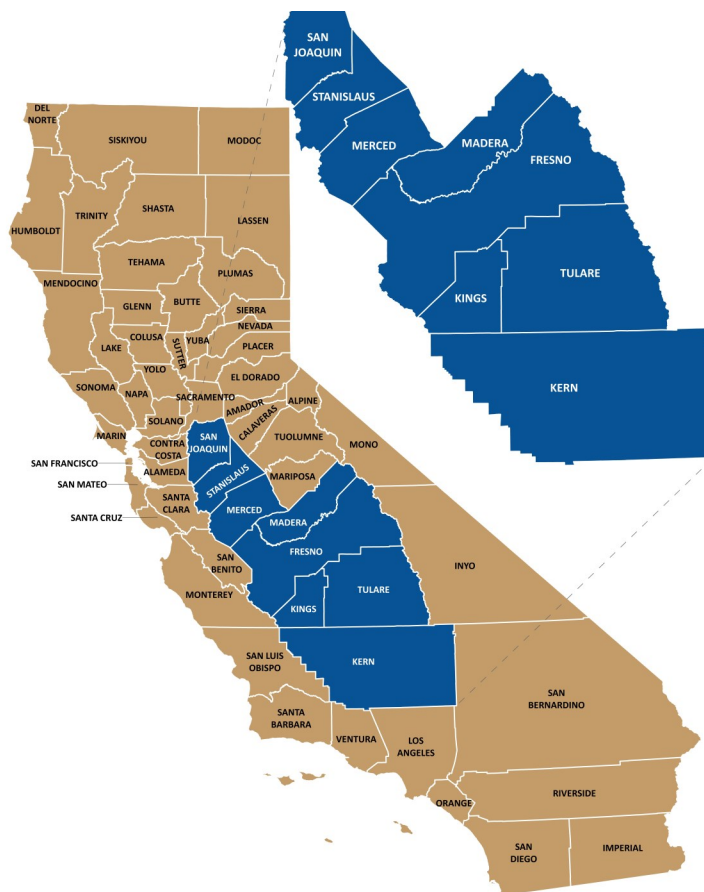 SAN
JOAQUIN
STANISLAUS
MERCED
MADERA
FRESNO
TULARE
KINGS
KERN
DEL
NORTE
SISKIYOU
MODOC
HUMBOLDT
TRINITY
SHASTA
LASSEN
TEHAMA
PLUMAS
MENDOCINO
GLENN
BUTTE
SIERRA
NEVADA
LAKE
COLUSA
SUTTER
YUBA
PLACER
YOLO
EL DORADO
SONOMA
NAPA
SACRAMENTO
AMADOR
ALPINE
SOLANO
CALAVERAS
MARIN
CONTRA
COSTA
SAN
JOAQUIN
TUOLUMNE
MONO
SAN FRANCISCO
ALAMEDA
STANISLAUS
MARIPOSA
SAN MATEO
SANTA
CLARA
MERCED
MADERA
SANTA CRUZ
FRESNO
SAN
BENITO
INYO
MONTEREY
KINGS
TULARE
SAN LUIS
OBISPO
KERN
SAN
BERNARDINO
SANTA
BARBARA
VENTURA
LOS
ANGELES
ORANGE
RIVERSIDE
SAN
DIEGO
IMPERIAL